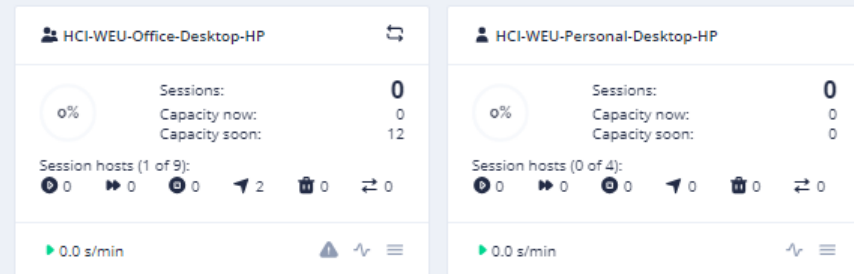 HCI-WEU-Office-Desktop-HP
0%
Sessions: 0
Capacity now: 0
Capacity soon: 12
Session hosts (1 of 9):
0 0 0 2 0 0
0.0 s/min
HCI-WEU-Personal-Desktop-HP
0%
Sessions: 0
Capacity now: 0
Capacity soon: 0
Session hosts (0 of 4):
0 0 0 0 0 0
0.0 s/min